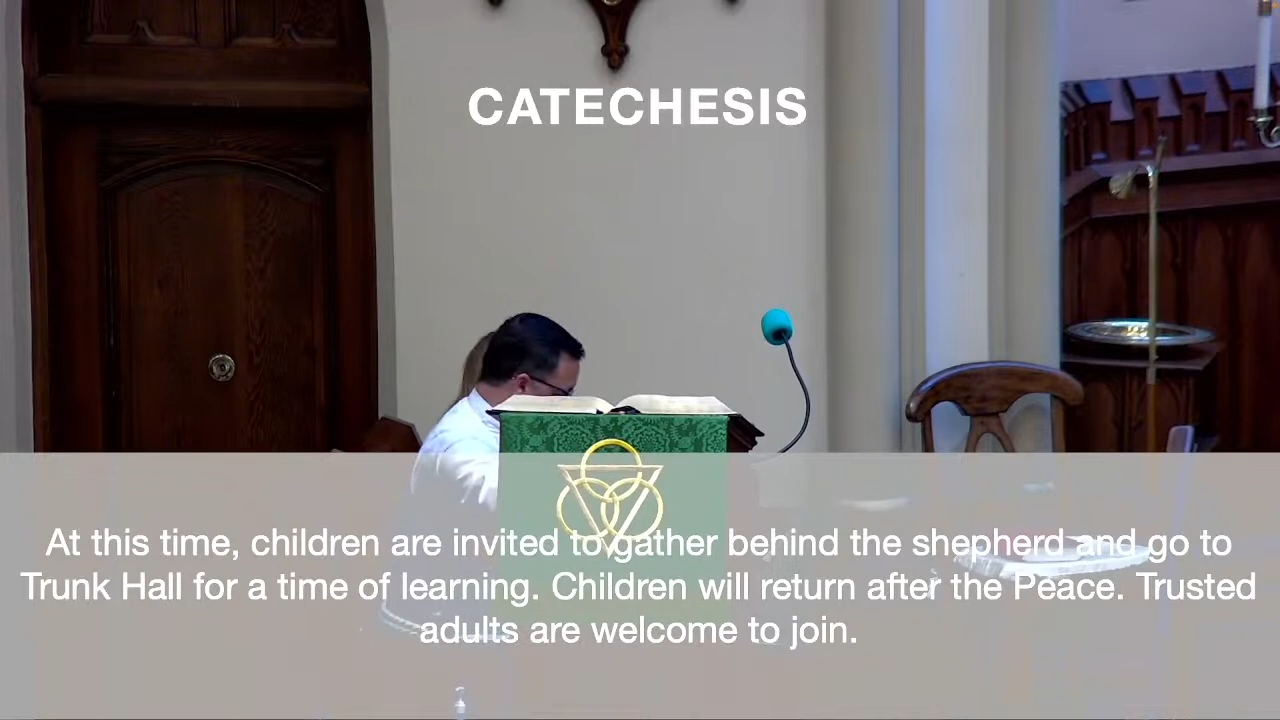 CATECHESIS
At this time, children are invited to gather behind the shepherd and go to
Trunk Hall for a time of learning. Children will return after the Peace. Trusted
adults are welcome to join.